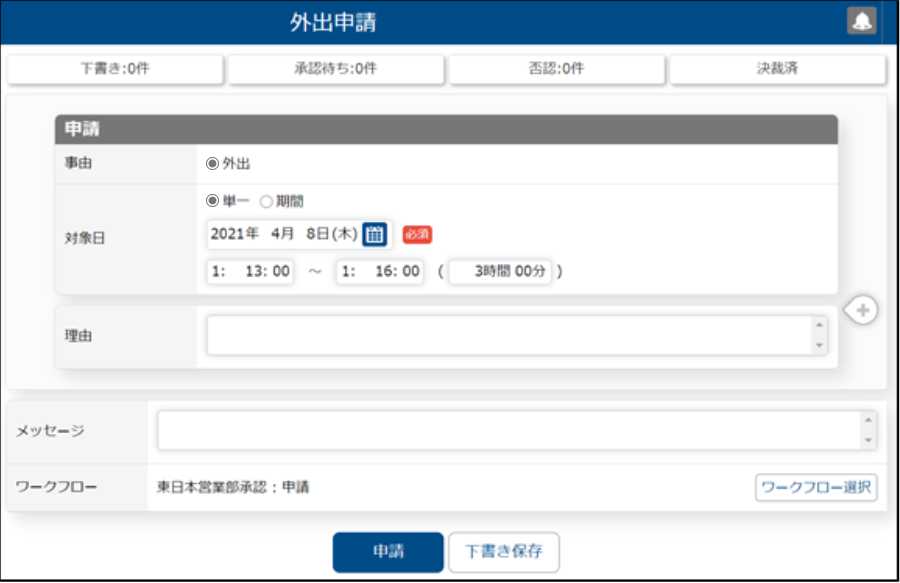 外出申請
下書き:0件 承認待ち:0件 否認:0件 決裁済
申請
事由 外出
単一 期間
対象日
2021年 4月 8日(木) 必須
1: 13:00 ～ 1: 16:00 ( 3時間 00分 )
理由
メッセージ
ワークフロー 東日本営業部承認：申請 ワークフロー選択
申請 下書き保存